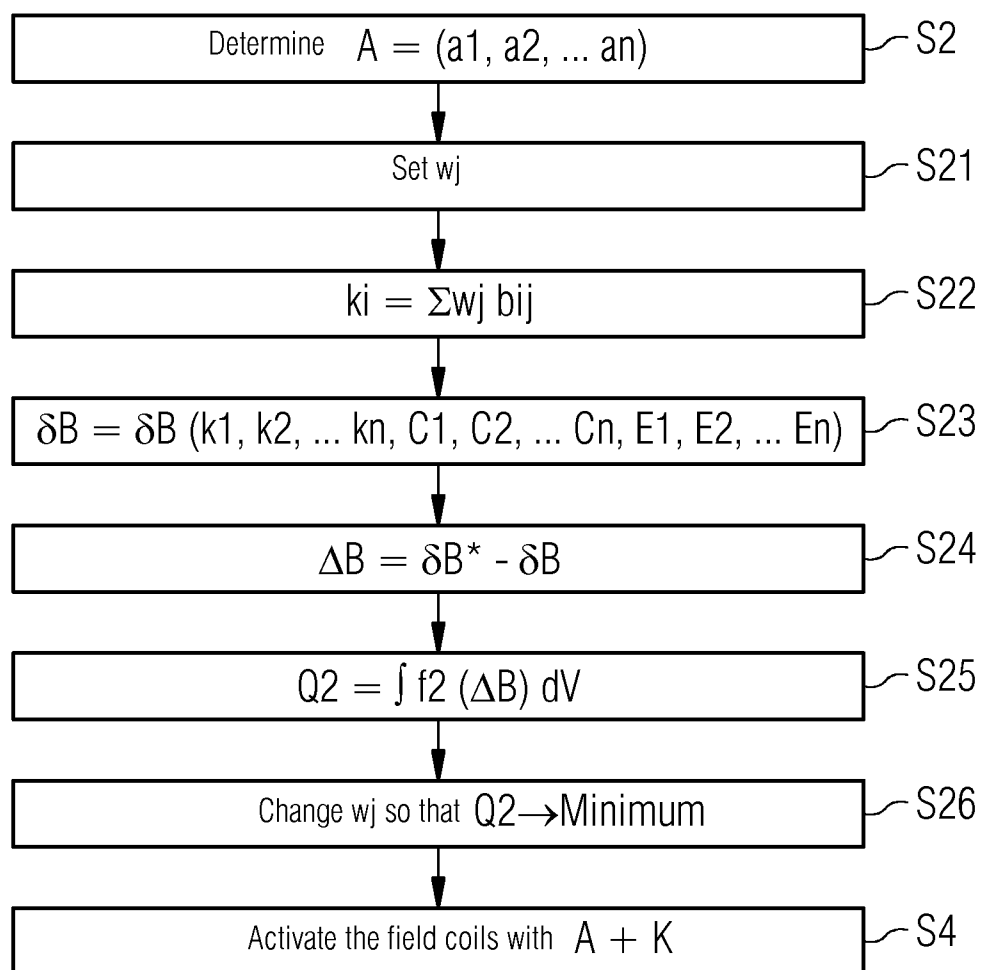 Determine A = (a1, a2, ... an) S2
Set wj S21
ki = Σwj bij S22
δB = δB (k1, k2, ... kn, C1, C2, ... Cn, E1, E2, ... En) S23
ΔB = δB* - δB S24
Q2 = ∫ f2 (ΔB) dV S25
Change wj so that Q2→Minimum S26
Activate the field coils with A + K S4